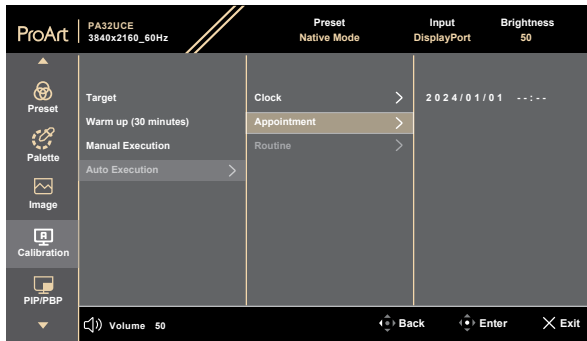 ProArt
PA32UCE
3840x2160_60Hz
Preset
Native Mode
Input
DisplayPort
Brightness
50
Preset
Palette
Image
Calibration
PIP/PBP
Target
Warm up (30 minutes)
Manual Execution
Auto Execution
Clock
Appointment
Routine
2024/01/01 --:--
Volume 50
Back
Enter
Exit